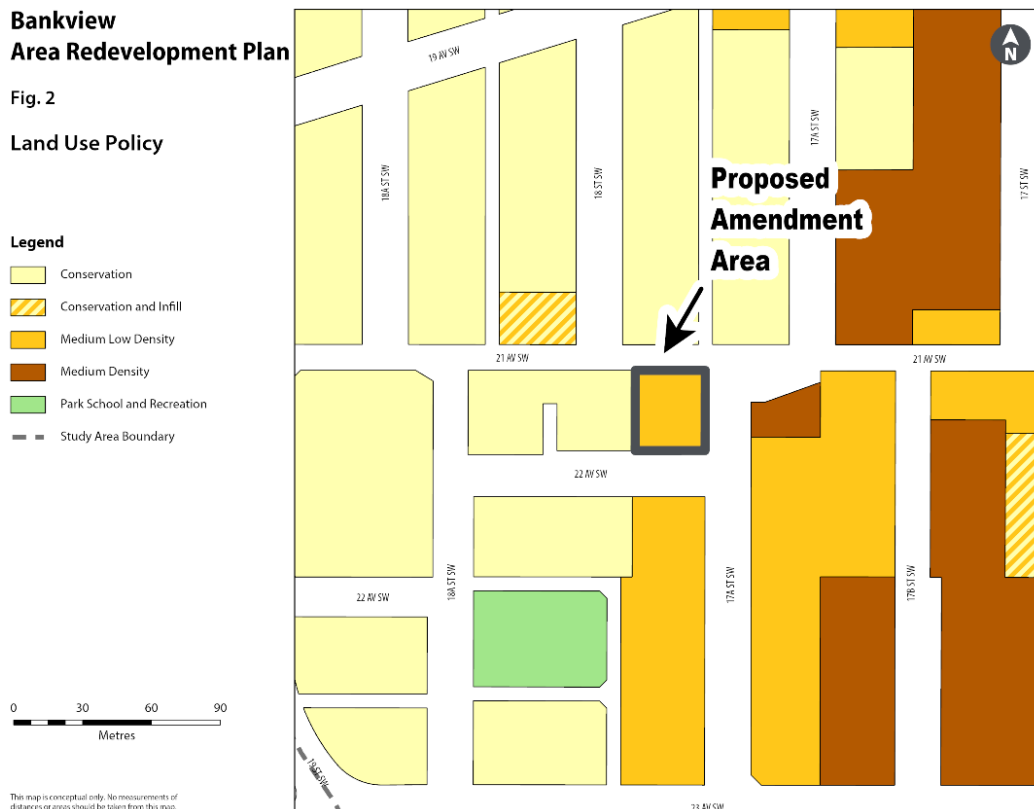 Bankview
Area Redevelopment Plan
Fig. 2
Land Use Policy
Legend
Conservation
Conservation and Infill
Medium Low Density
Medium Density
Park School and Recreation
Study Area Boundary
0 30 60 90
Metres
This map is conceptual only. No measurements of
distances or areas should be taken from this map.
N
19 AV SW
18A ST SW
18 ST SW
17A ST SW
17 ST SW
Proposed
Amendment
Area
21 AV SW
21 AV SW
22 AV SW
18A ST SW
17A ST SW
17B ST SW
22 AV SW
19 ST SW
23 AV SW